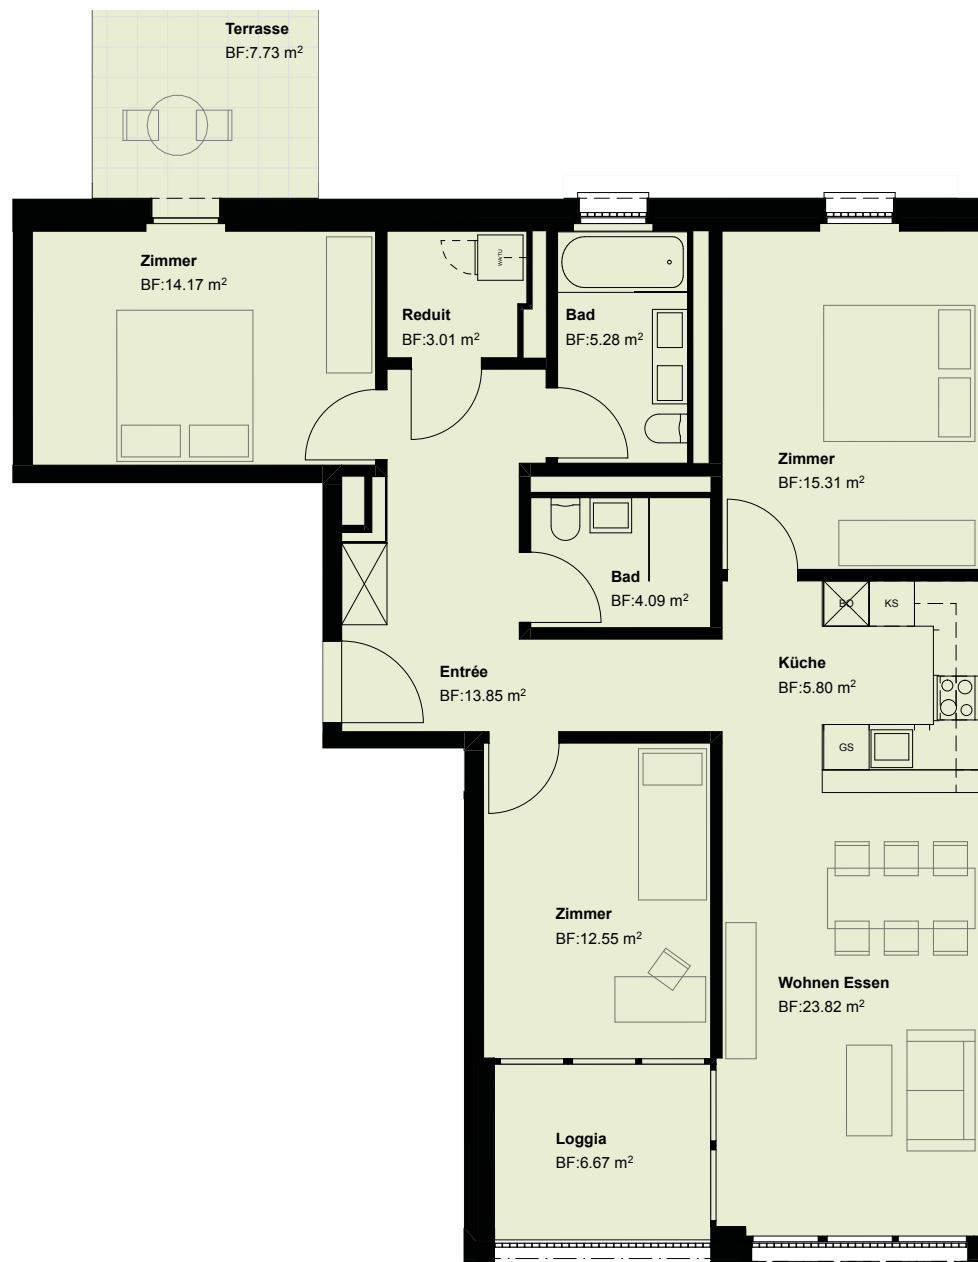 Terrasse
BF:7.73 m²
Zimmer
BF:14.17 m²
Reduit
BF:3.01 m²
WM/TU
Bad
BF:5.28 m²
Zimmer
BF:15.31 m²
Bad
BF:4.09 m²
BO
KS
Entrée
BF:13.85 m²
Küche
BF:5.80 m²
GS
Zimmer
BF:12.55 m²
Wohnen Essen
BF:23.82 m²
Loggia
BF:6.67 m²